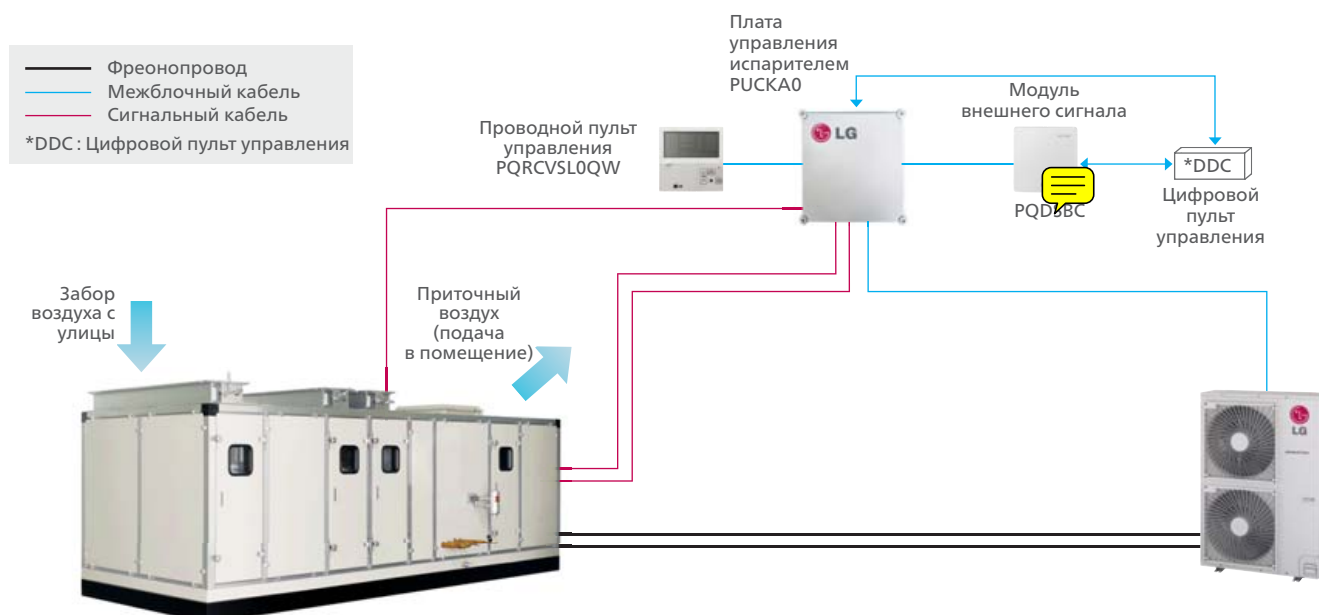 Фреонопровод
Межблочный кабель
Сигнальный кабель
*DDC : Цифровой пульт управления
Плата
управления
испарителем
PUCKA0
Проводной пульт
управления
PQRCVSL0QW
LG
Модуль
внешнего сигнала
*DDC
Цифровой
пульт
управления
Забор
воздуха с
улицы
Приточный
воздух
(подача
в помещение)
LG